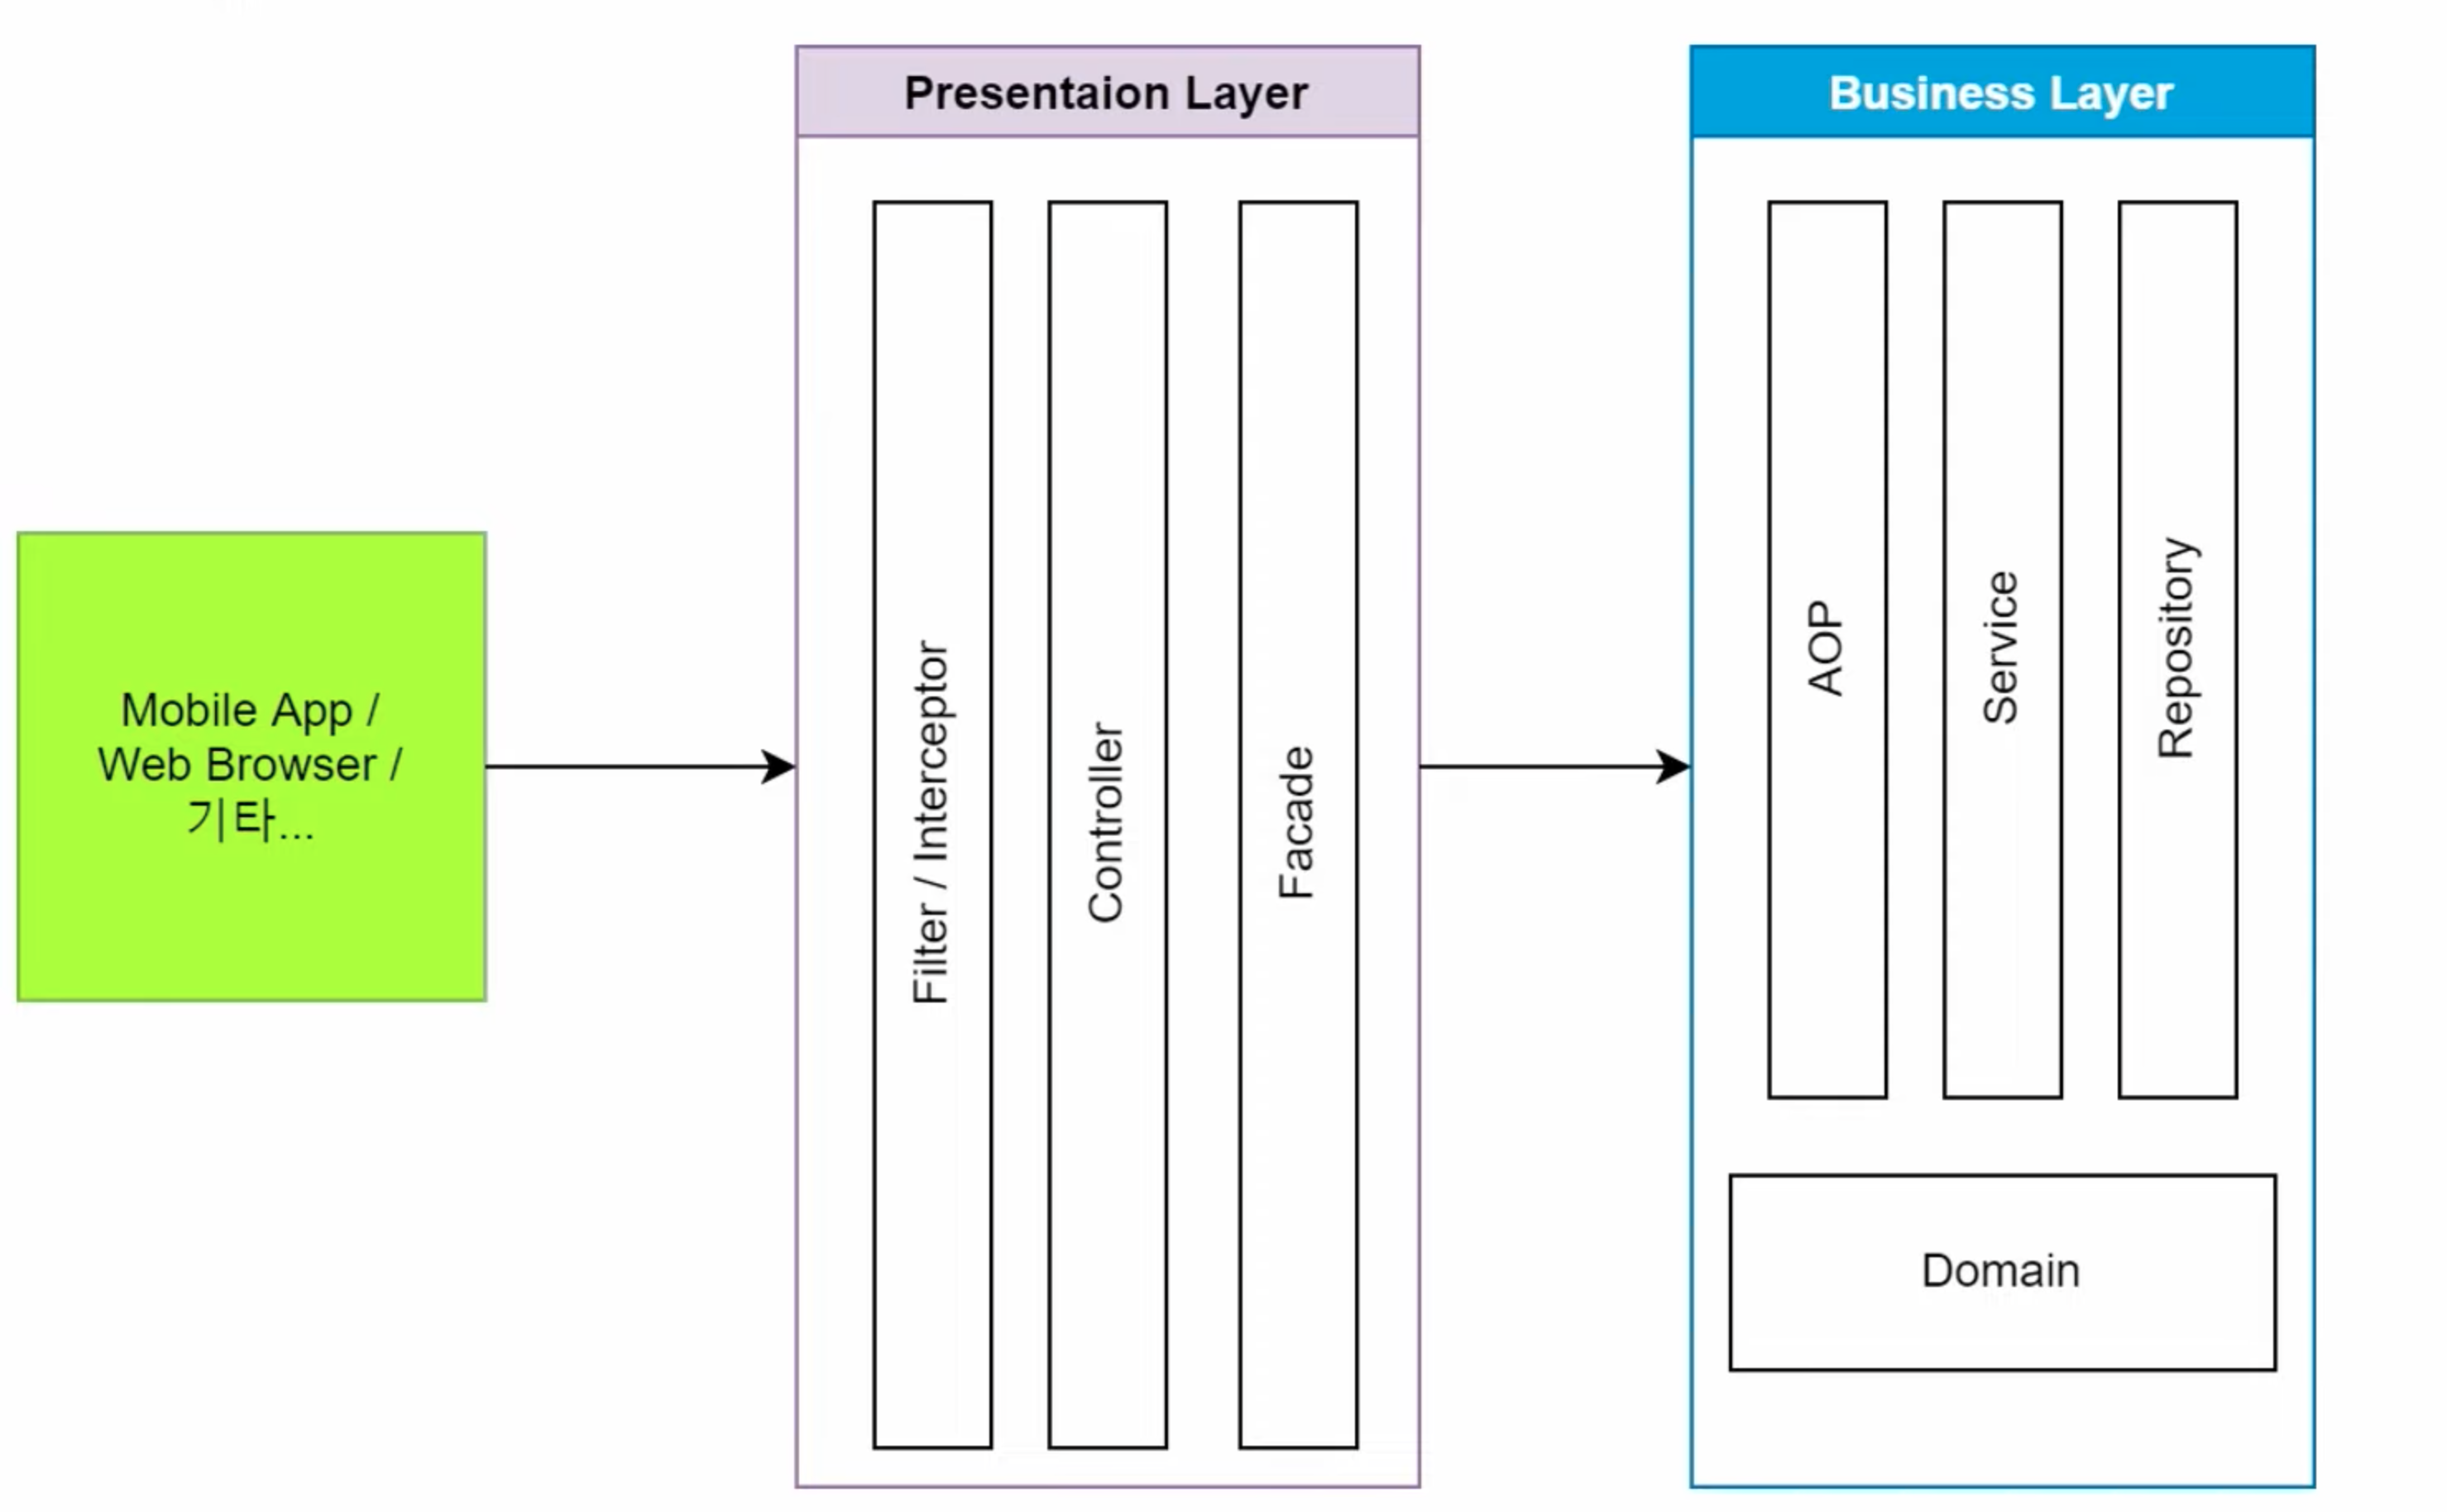 Presentaion Layer
Business Layer
Mobile App /
Web Browser /
기타...
Filter / Interceptor
Controller
Facade
AOP
Service
Repository
Domain